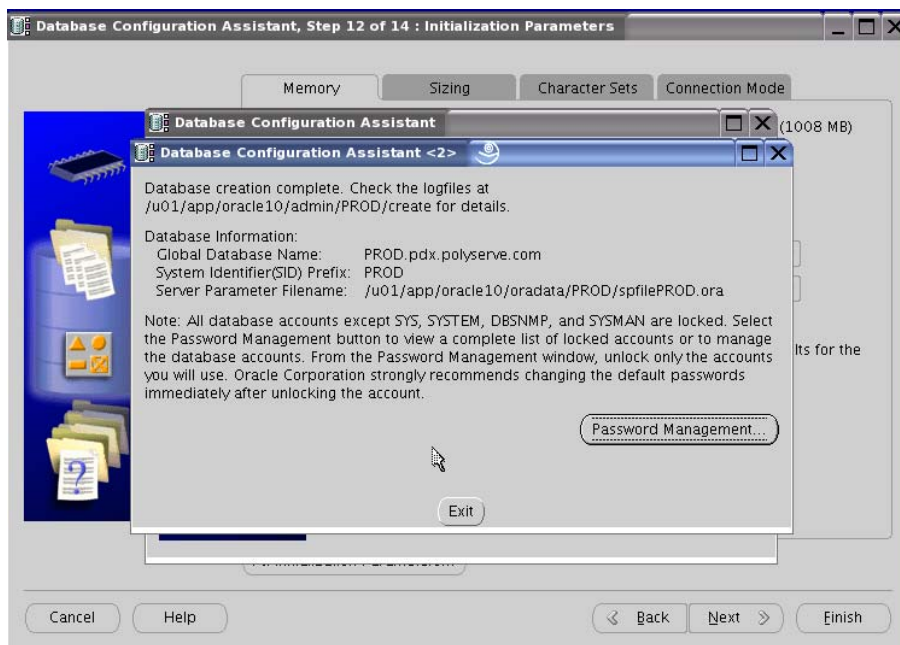 Database Configuration Assistant, Step 12 of 14 : Initialization Parameters
Memory
Sizing
Character Sets
Connection Mode
Database Configuration Assistant
(1008 MB)
Database Configuration Assistant <2>
Database creation complete. Check the logfiles at
/u01/app/oracle10/admin/PROD/create for details.
Database Information:
Global Database Name: PROD.pdx.polyserve.com
System Identifier(SID) Prefix: PROD
Server Parameter Filename: /u01/app/oracle10/oradata/PROD/spfilePROD.ora
Note: All database accounts except SYS, SYSTEM, DBSNMP, and SYSMAN are locked. Select
the Password Management button to view a complete list of locked accounts or to manage
the database accounts. From the Password Management window, unlock only the accounts
you will use. Oracle Corporation strongly recommends changing the default passwords
immediately after unlocking the account.
lts for the
Password Management...
?
Exit
Cancel
Help
Back
Next
Finish